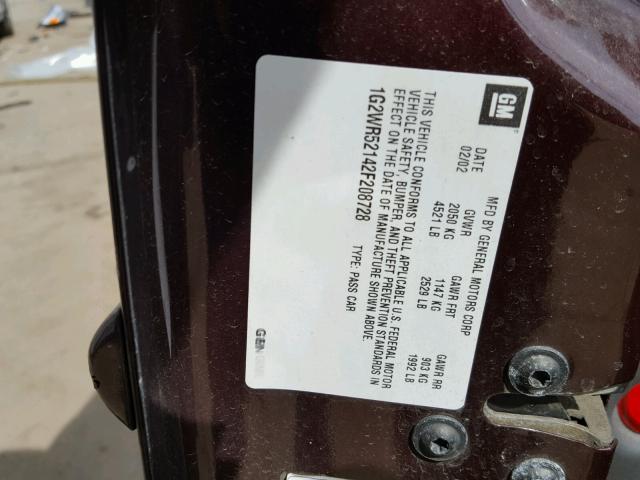 GM
MFD BY GENERAL MOTORS CORP
DATE GVWR GAWR FRT GAWR RR
02/02 2050 KG 1147 KG 903 KG
4521 LB 2529 LB 1992 LB
THIS VEHICLE CONFORMS TO ALL APPLICABLE U.S. FEDERAL MOTOR
VEHICLE SAFETY, BUMPER, AND THEFT PREVENTION STANDARDS IN
EFFECT ON THE DATE OF MANUFACTURE SHOWN ABOVE.
1G2WR52142F208728 TYPE: PASS CAR